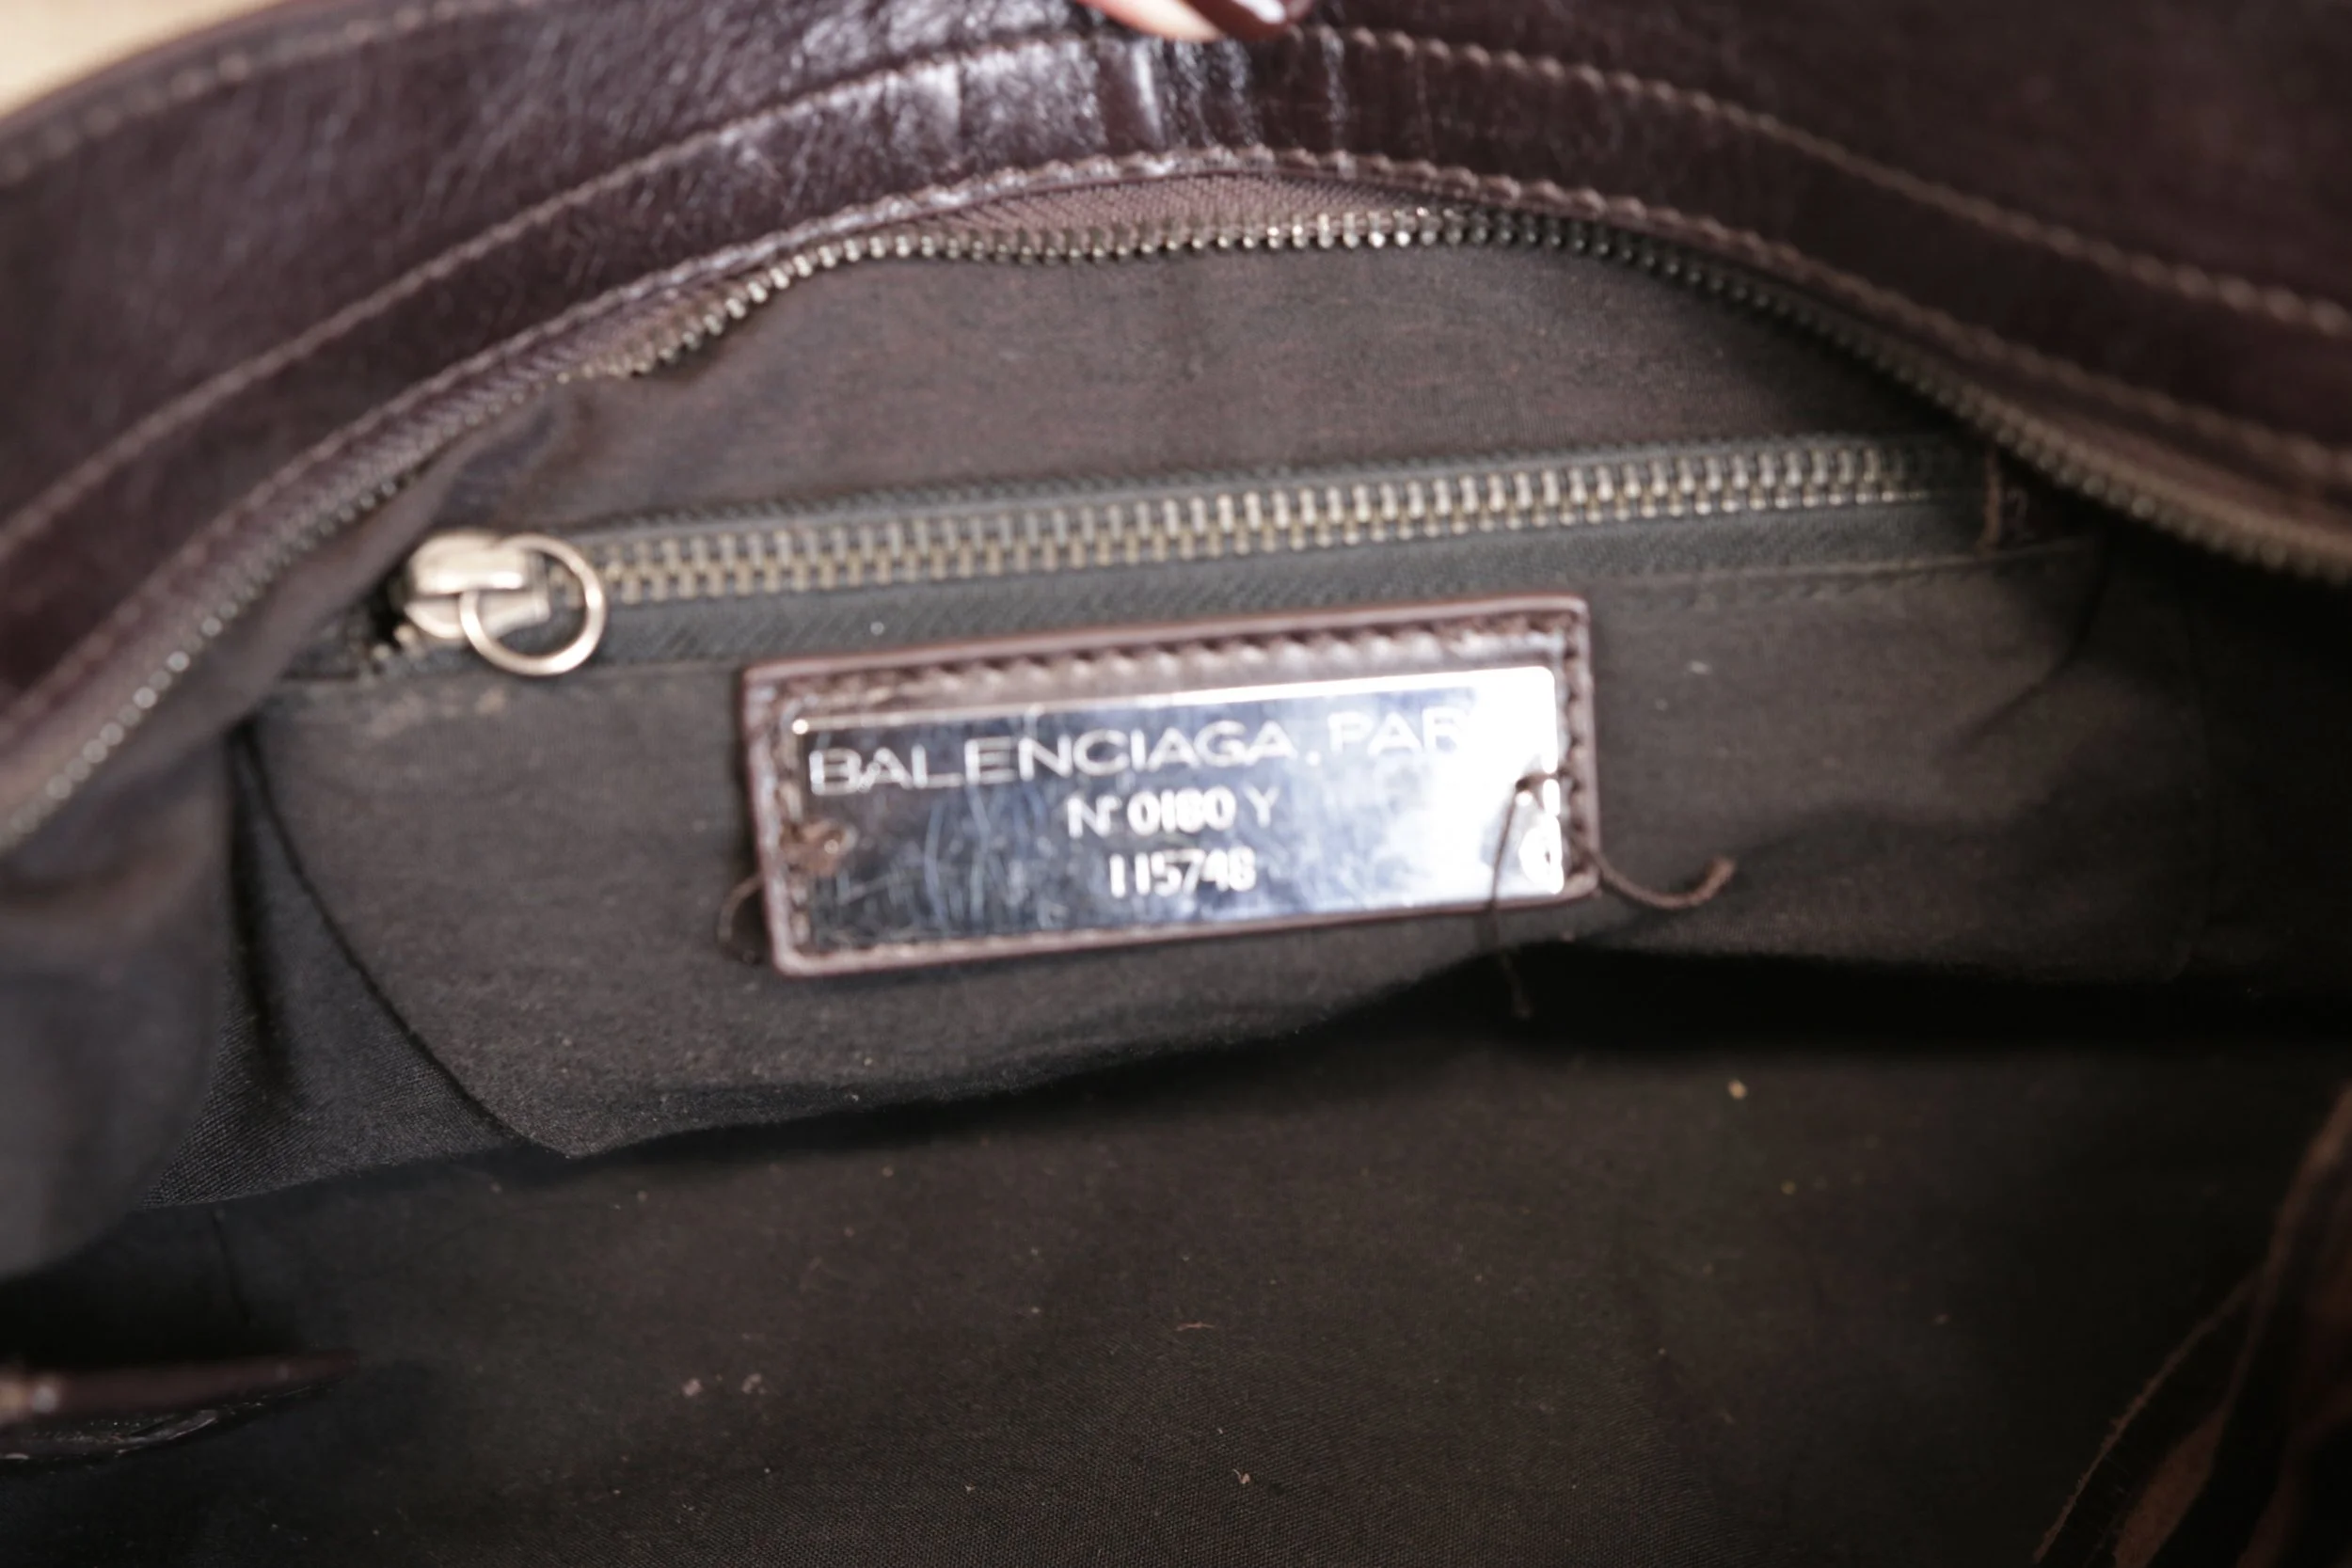 BALENCIAGA. PAR
N° 0180 Y
115748